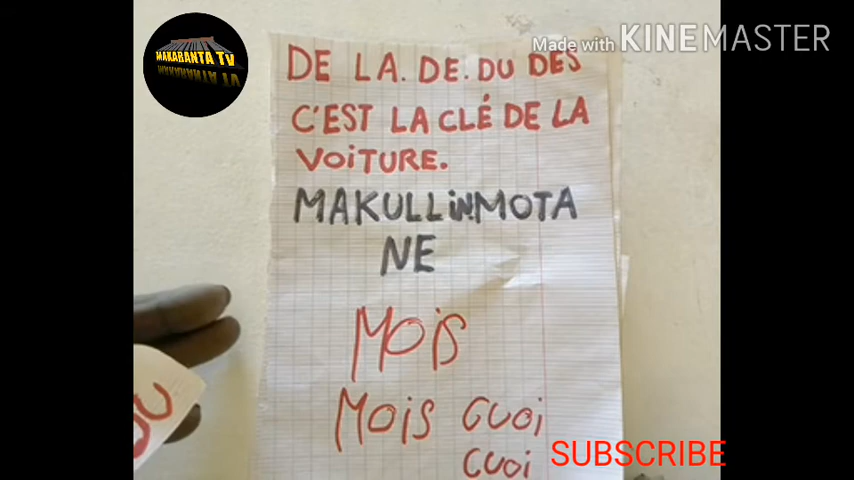 MAKARANTA TV
Made with KINEMASTER
DE LA. DE. DU DES
C'EST LA CLÉ DE LA
VOITURE.
MAKULLIN MOTA
NE
MOIS
MOIS CUOI
CUOI
DU
SUBSCRIBE